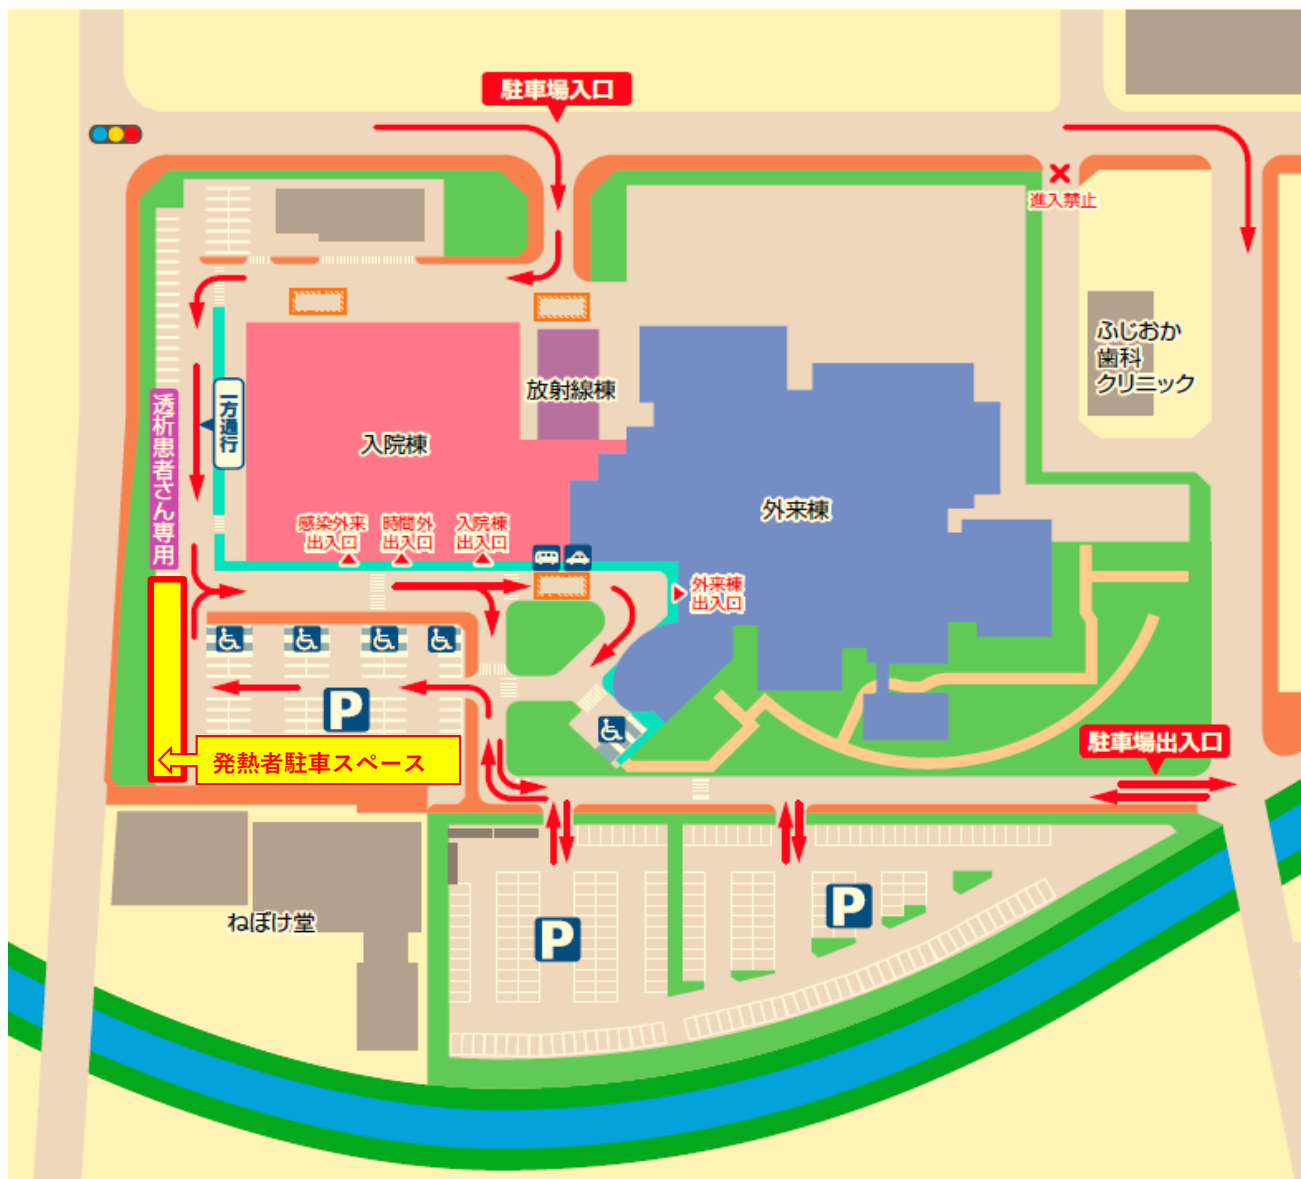 駐車場入口
進入禁止
ふじおか
歯科
クリニック
放射線棟
一方通行
透析患者さん専用
入院棟
外来棟
感染外来
出入口
時間外
出入口
入院棟
出入口
外来棟
出入口
P
発熱者駐車スペース
駐車場出入口
ねぼけ堂
P
P